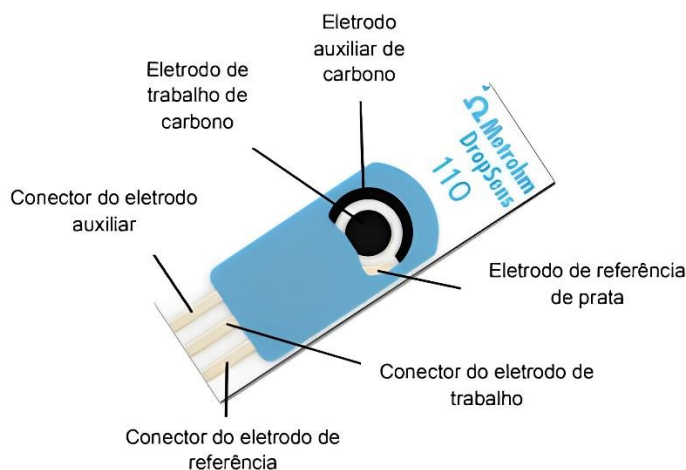 Eletrodo
auxiliar de
carbono
Eletrodo de
trabalho de
carbono
Ω Metrohm
DropSens
110
Conector do eletrodo
auxiliar
Eletrodo de referência
de prata
Conector do eletrodo de
trabalho
Conector do eletrodo de
referência